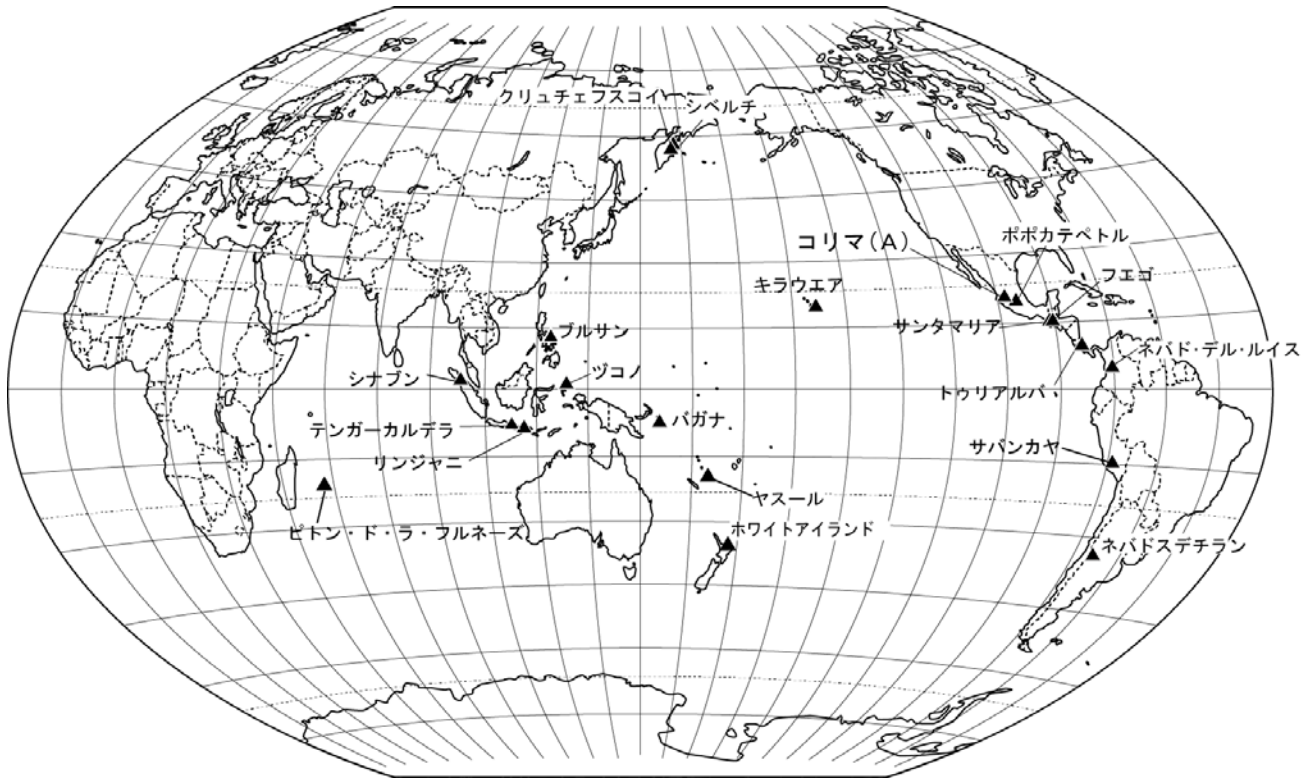 クリュチェフスコイ
シベルチ
ポポカテペトル
コリマ(A)
フエゴ
キラウエア
サンタマリア
ブルサン
ネバド・デル・ルイス
シナブン
ヅコノ
トゥリアルバ
バガナ
テンガーカルデラ
サバンカヤ
リンジャニ
ヤスール
ピトン・ド・ラ・フルネーズ
ホワイトアイランド
ネバドスデチラン